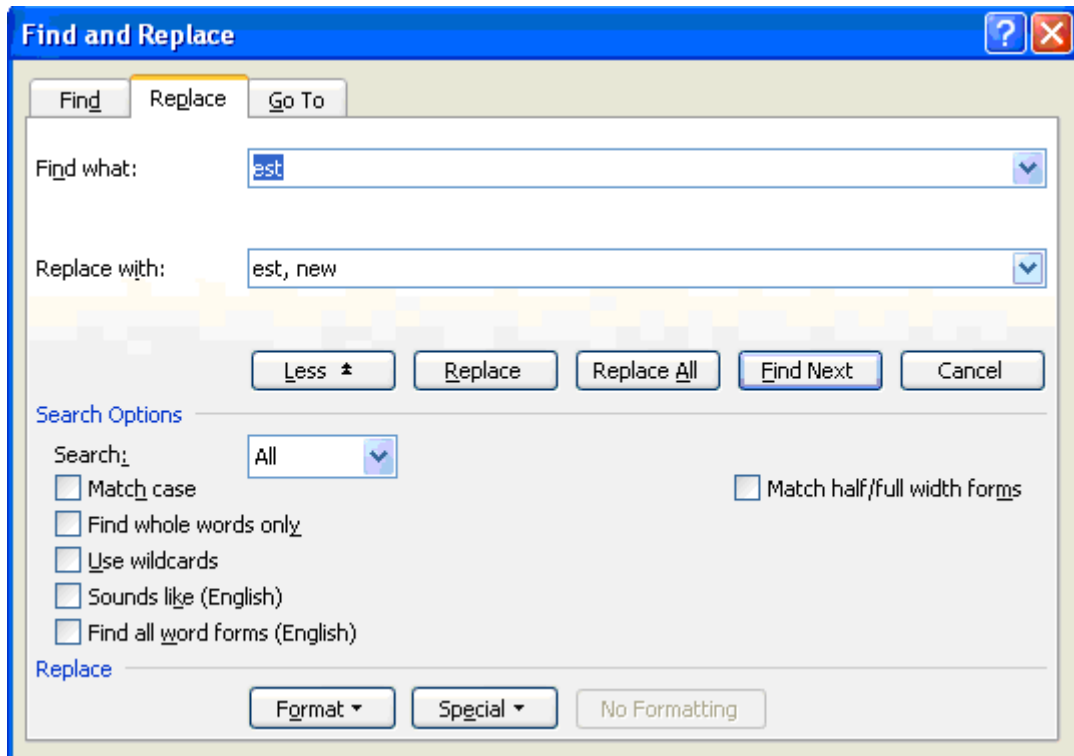 Find and Replace
Find Replace Go To
Find what: est
Replace with: est, new
Less Replace Replace All Find Next Cancel
Search Options
Search: All
Match case Match half/full width forms
Find whole words only
Use wildcards
Sounds like (English)
Find all word forms (English)
Replace
Format Special No Formatting